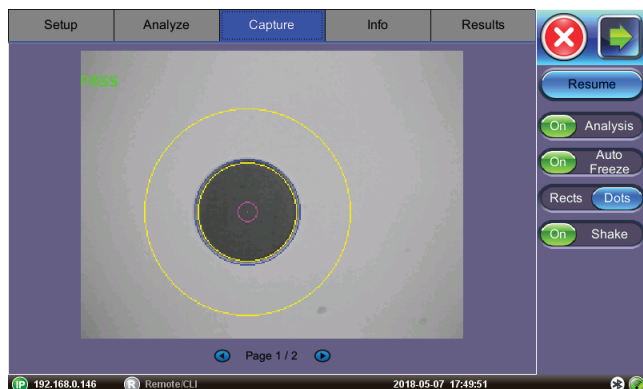 Setup Analyze Capture Info Results
PASS
Resume
On Analysis
On Auto Freeze
Rects Dots
On Shake
Page 1 / 2
IP 192.168.0.146 R Remote/CLI 2018-05-07 17:49:51